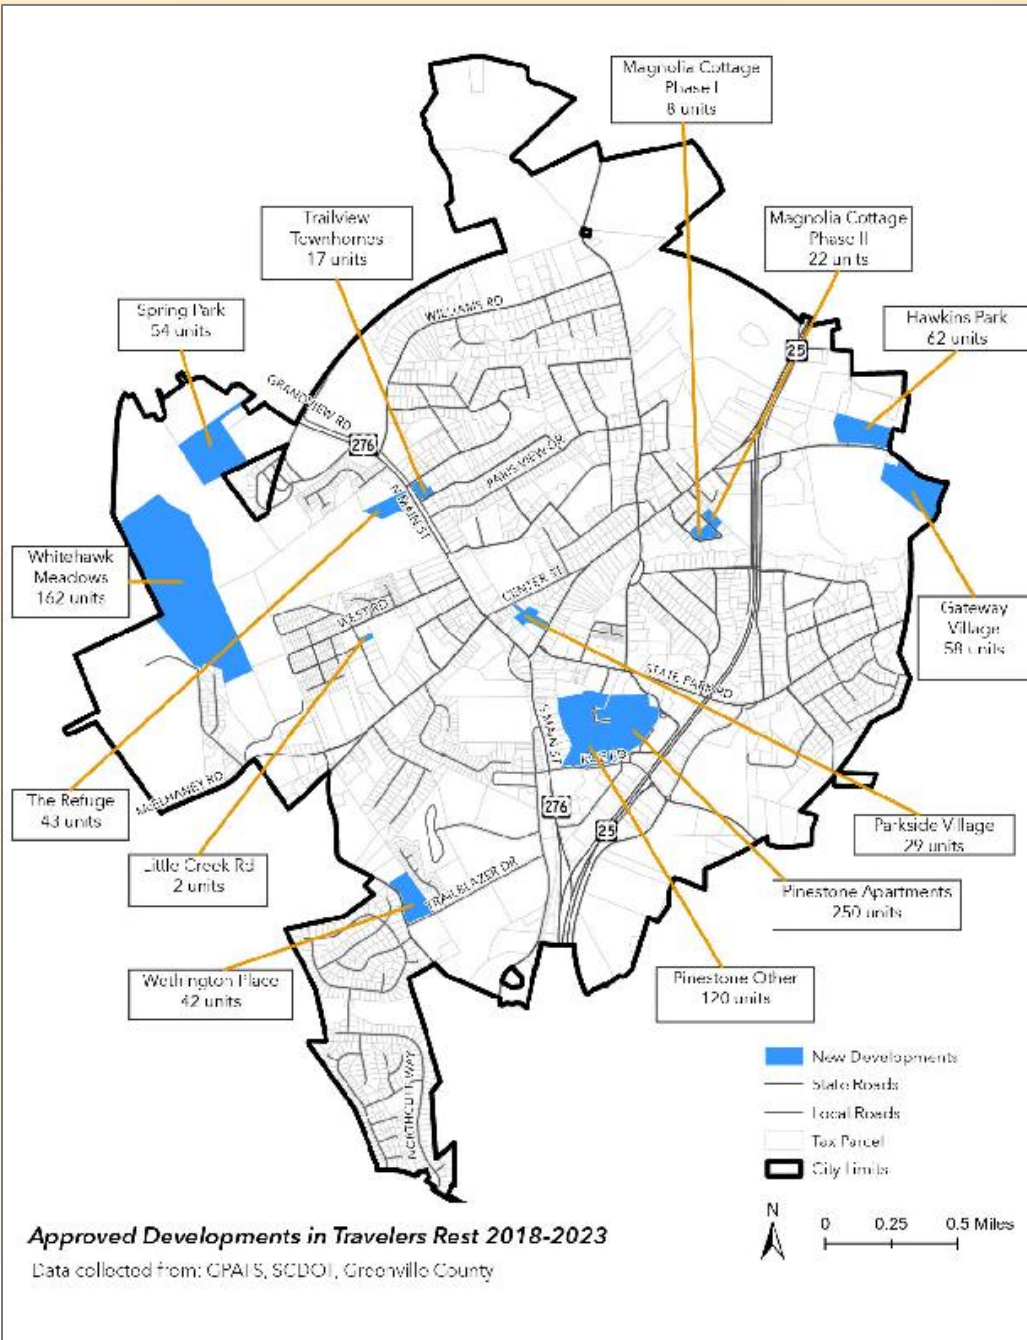 Magnolia Cottage
Phase I
8 units
Trailview
Townhomes
17 units
Magnolia Cottage
Phase II
22 units
Spring Park
54 units
Hawkins Park
62 units
WILLIAMS RD
25
GRANDVIEW RD
276
PARIS VIEW DR
N MAIN ST
Whitehawk
Meadows
162 units
CENTER ST
WEST RD
Gateway
Village
58 units
STATE PARK RD
S MAIN ST
MCELHANEY RD
The Refuge
43 units
276
25
Parkside Village
29 units
Little Creek Rd
2 units
TRAILBLAZER DR
Pinestone Apartments
250 units
Wethington Place
42 units
Pinestone Other
120 units
NORTHCLIFF WAY
New Developments
State Roads
Local Roads
Tax Parcel
City Limits
N
0 0.25 0.5 Miles
Approved Developments in Travelers Rest 2018-2023
Data collected from: GPATS, SCDOT, Greenville County